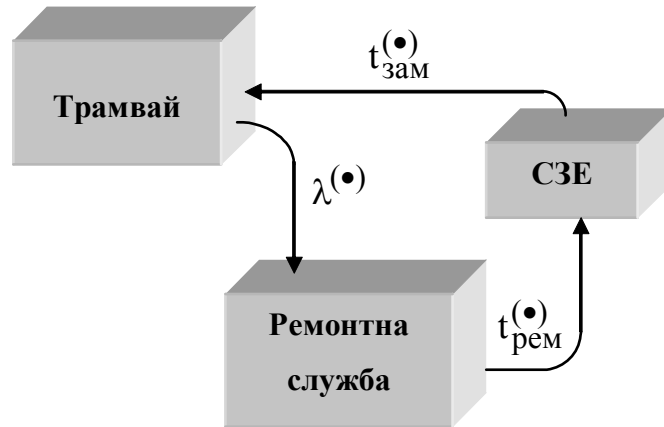 t(•)зам
Трамвай
СЗЕ
λ(•)
Ремонтна
служба
t(•)рем